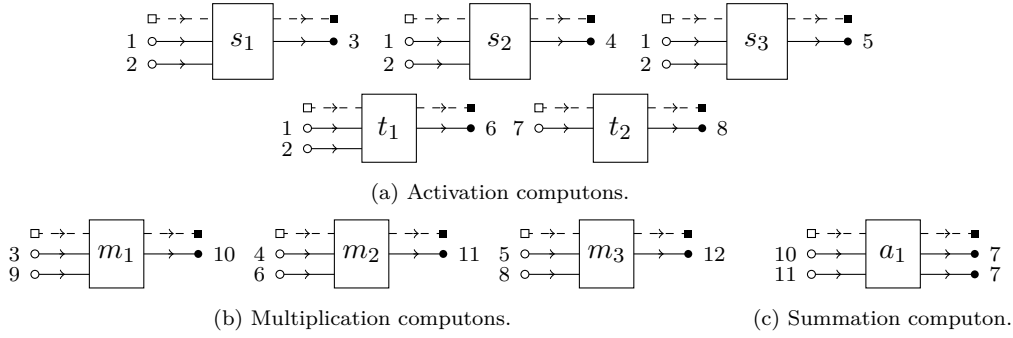 1 2 s₁ 3 1 2 s₂ 4 1 2 s₃ 5
1 2 t₁ 6 7 t₂ 8
(a) Activation computons.
3 9 m₁ 10 4 6 m₂ 11 5 8 m₃ 12 10 11 a₁ 7 7
(b) Multiplication computons. (c) Summation computon.